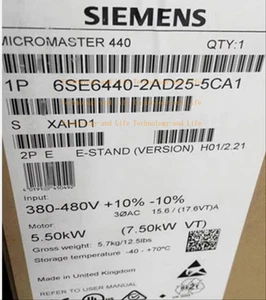 SIEMENS
MICROMASTER 440 QTY:1
1P 6SE6440-2AD25-5CA1
S XAHD1
2P E E-STAND (VERSION) H01/2.21
Input:
380-480V +10% -10%
3ØAC 15.6/(17.6VT)A
Motor
5.50kW (7.50kW VT)
Gross weight: 5.7kg/12.5lbs
Storage temperature -40 - +70°C
Made in United Kingdom